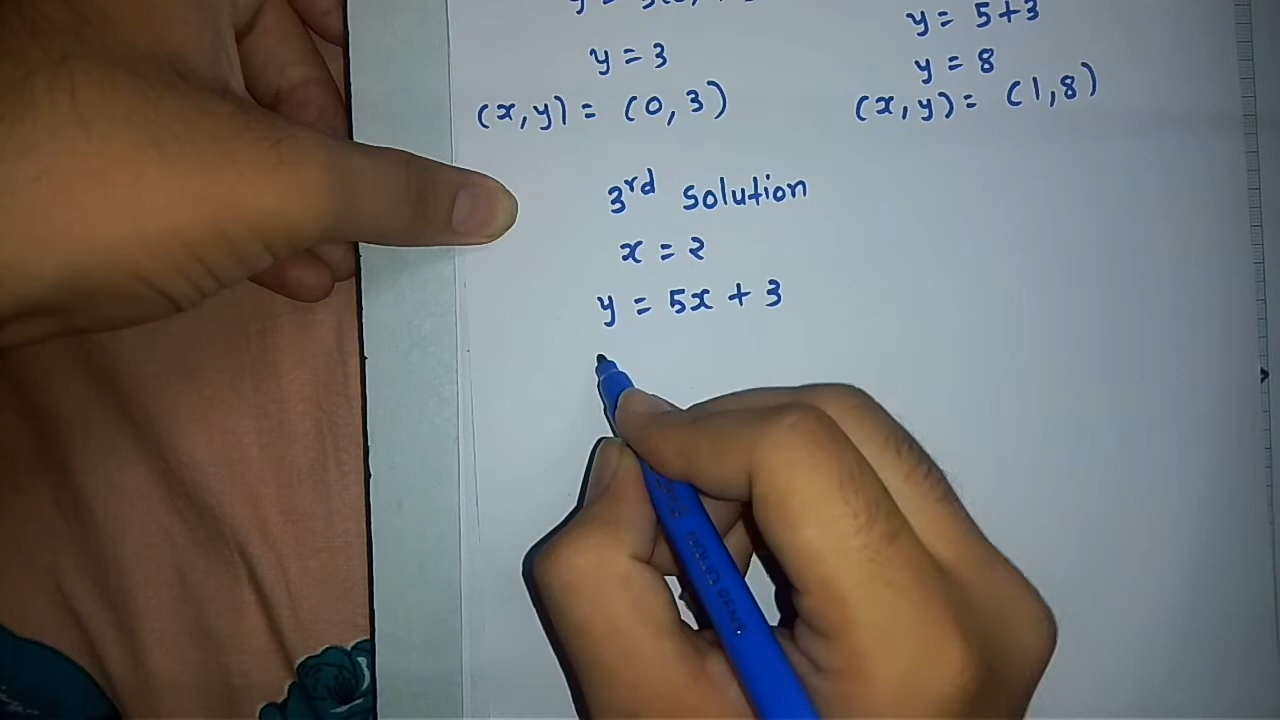 y = 3
(x,y) = (0,3)
y = 5+3
y = 8
(x,y) = (1,8)
3rd solution
x = 2
y = 5x + 3